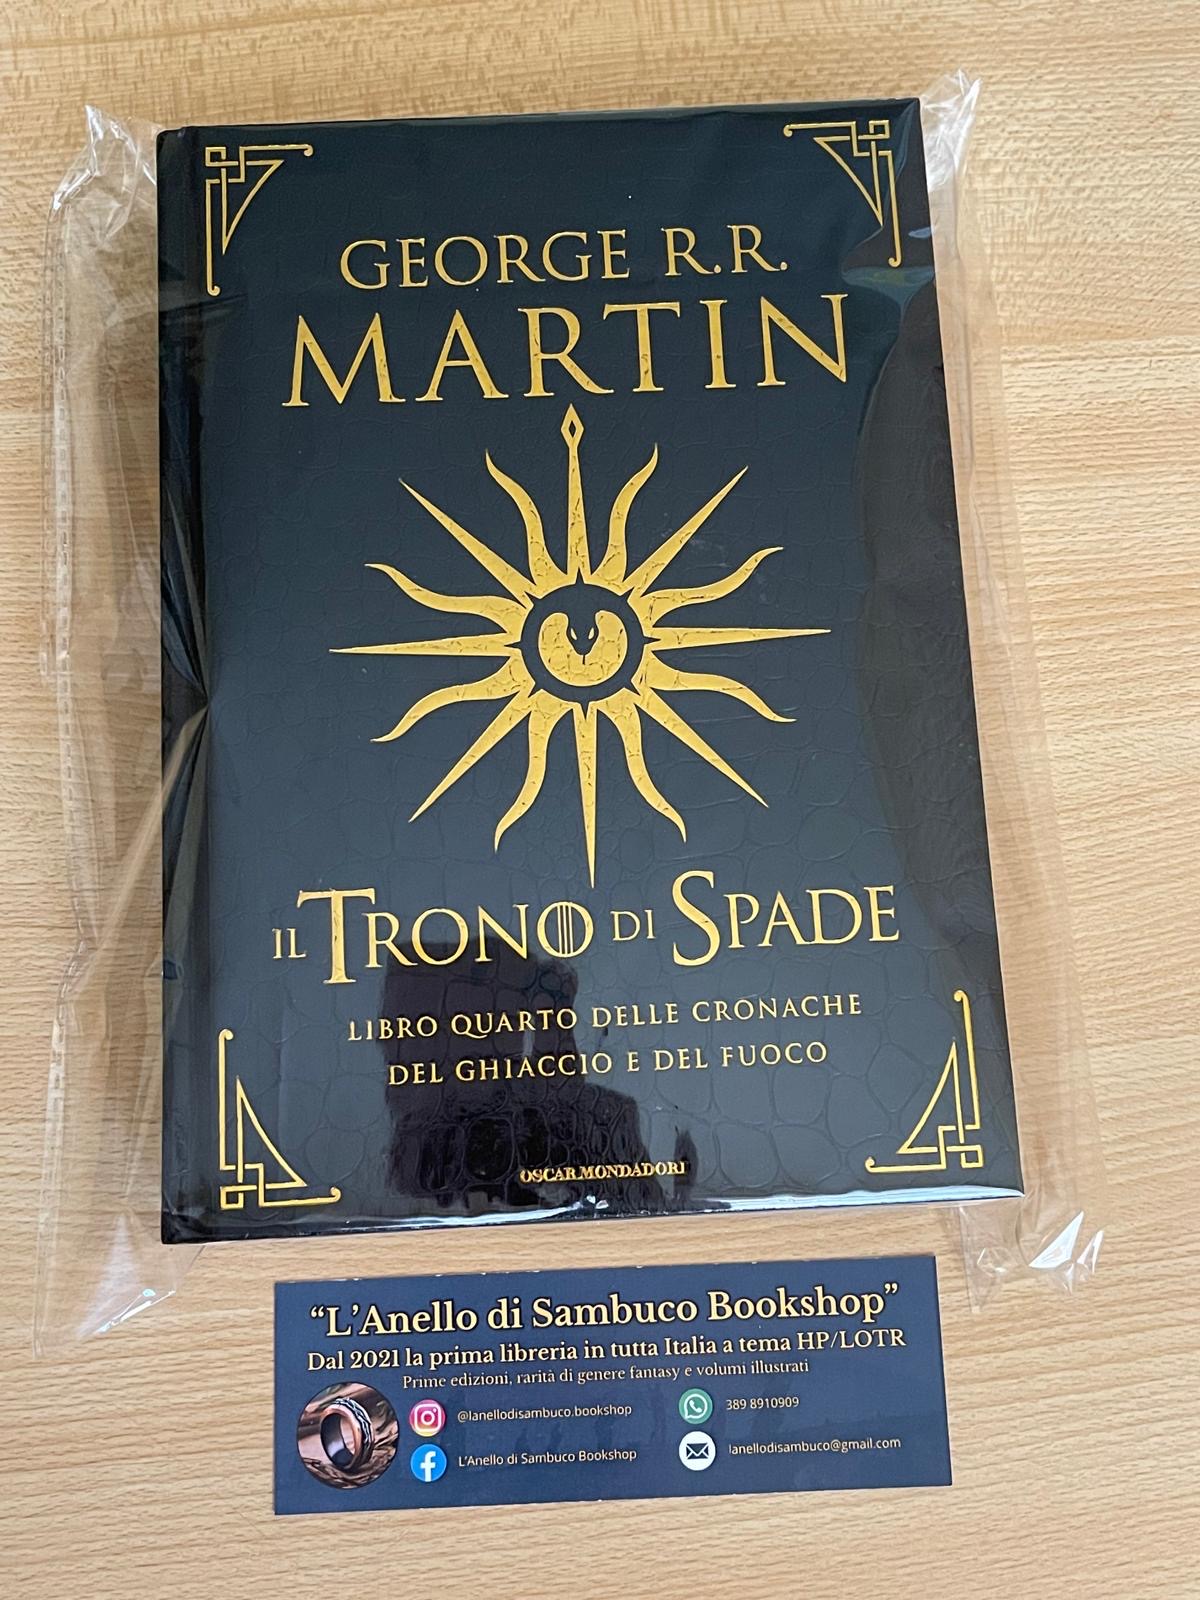 GEORGE R.R.
MARTIN
IL TRONO DI SPADE
LIBRO QUARTO DELLE CRONACHE
DEL GHIACCIO E DEL FUOCO
OSCAR MONDADORI
“L’Anello di Sambuco Bookshop”
Dal 2021 la prima libreria in tutta Italia a tema HP/LOTR
Prime edizioni, rarità di genere fantasy e volumi illustrati
@lanellodisambuco.bookshop
389 8910909
L’Anello di Sambuco Bookshop
lanellodisambuco@gmail.com